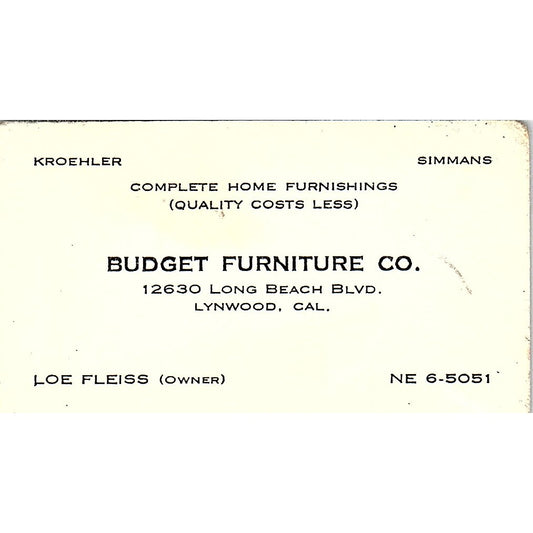 KROEHLER SIMMANS
COMPLETE HOME FURNISHINGS
(QUALITY COSTS LESS)
BUDGET FURNITURE CO.
12630 LONG BEACH BLVD.
LYNWOOD, CAL.
LOE FLEISS (OWNER) NE 6-5051